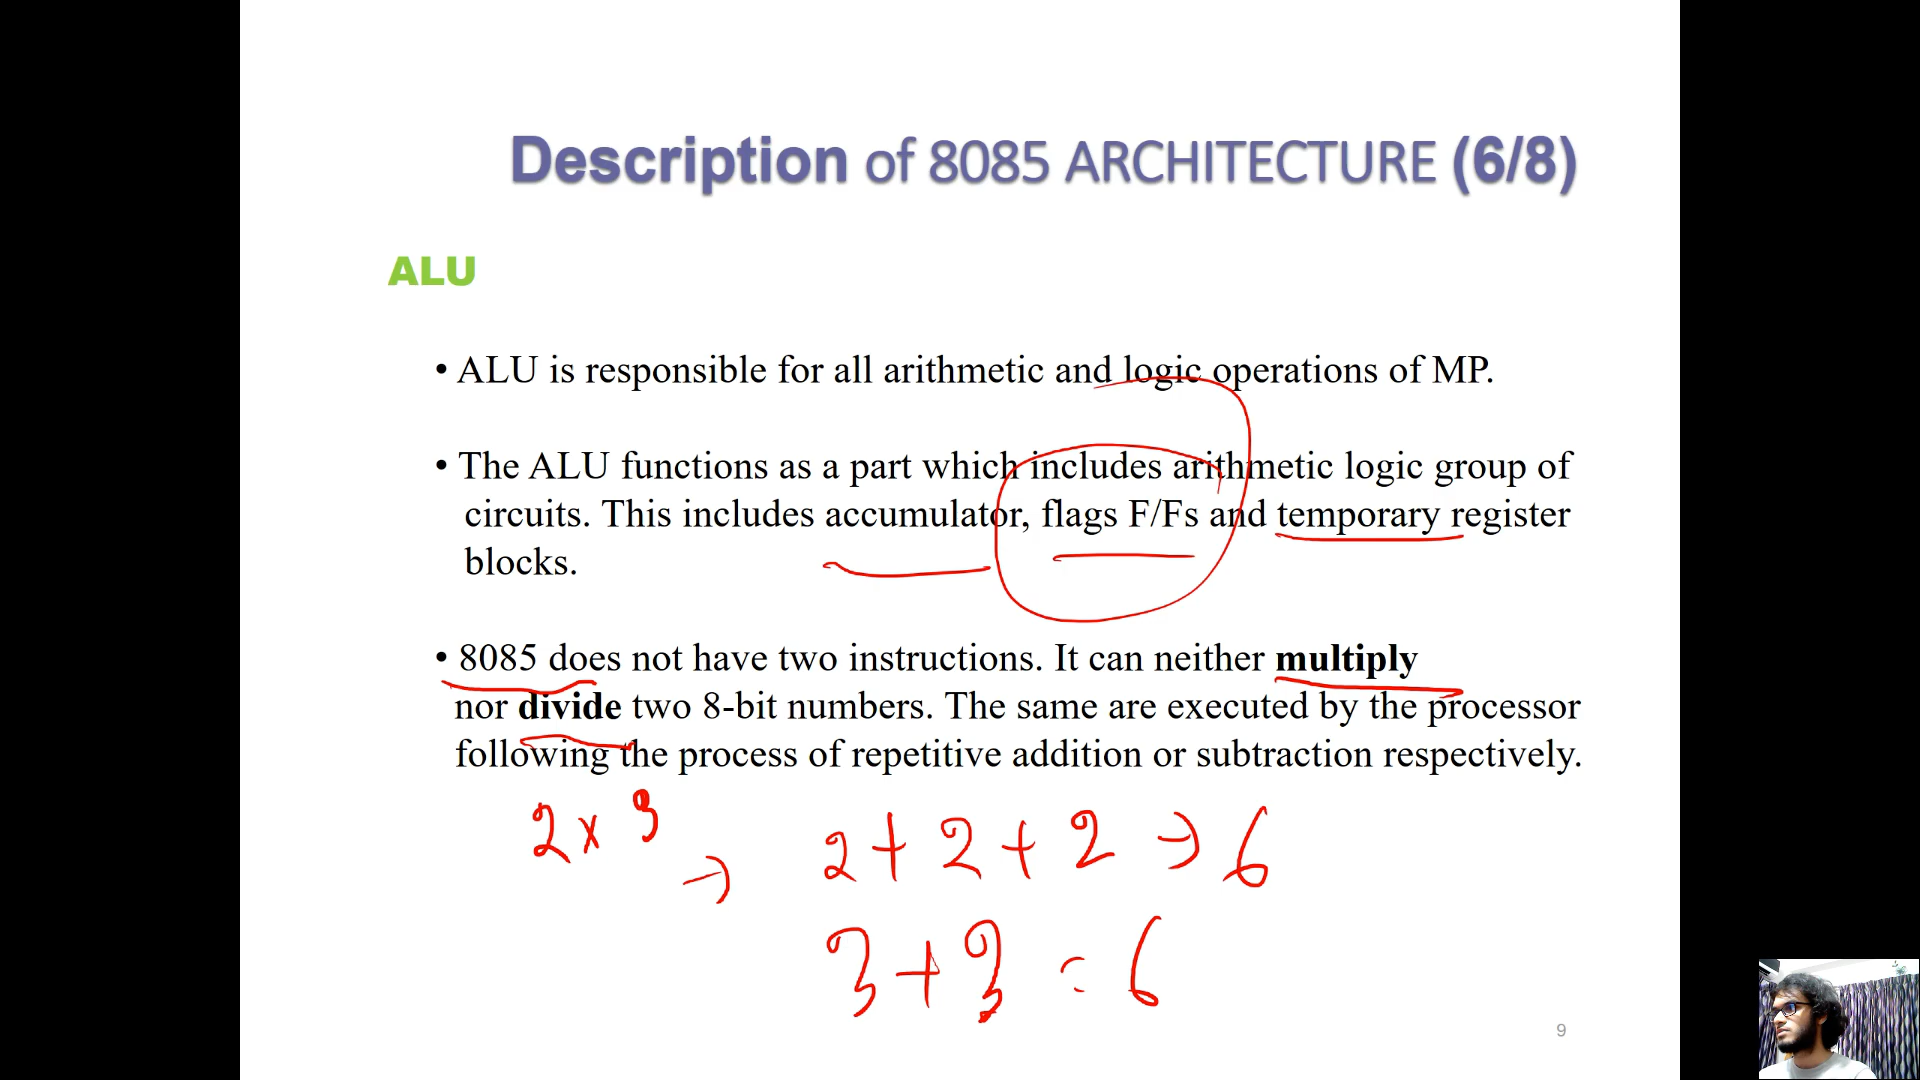 Description of 8085 ARCHITECTURE (6/8)
ALU
• ALU is responsible for all arithmetic and logic operations of MP.
• The ALU functions as a part which includes arithmetic logic group of
circuits. This includes accumulator, flags F/Fs and temporary register
blocks.
• 8085 does not have two instructions. It can neither multiply
nor divide two 8-bit numbers. The same are executed by the processor
following the process of repetitive addition or subtraction respectively.
2 x 3 → 2 + 2 + 2 → 6
3 + 3 = 6
9